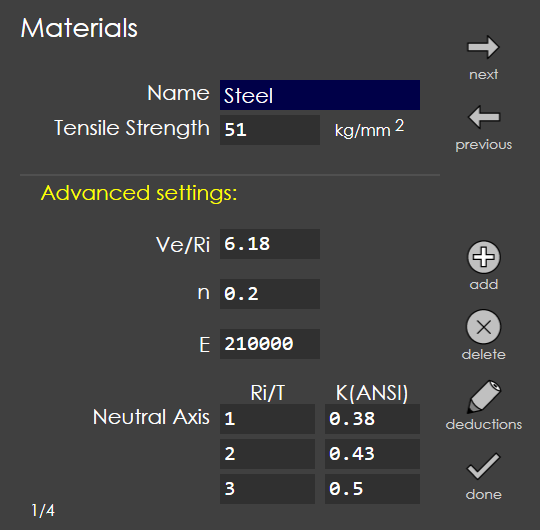 Materials
next
Name Steel
Tensile Strength 51 kg/mm 2
previous
Advanced settings:
Ve/Ri 6.18
add
n 0.2
E 210000
delete
Ri/T K(ANSI)
Neutral Axis 1 0.38
deductions
2 0.43
3 0.5
done
1/4